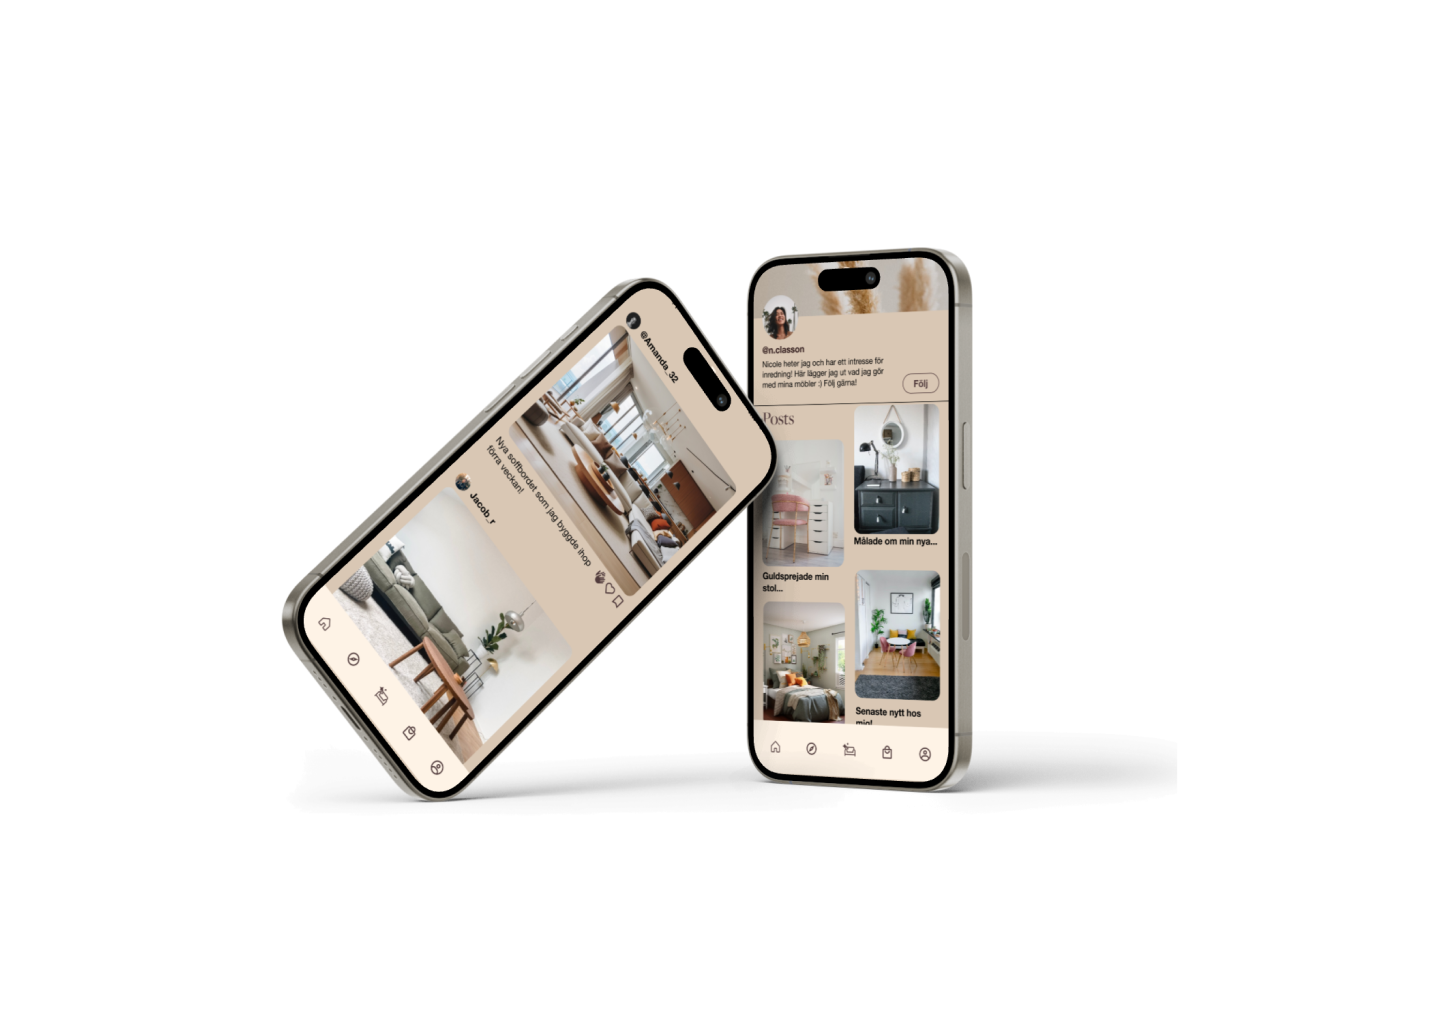 @Amanda_32
Nya soffbordet som jag byggde ihop
förra veckan!
Jacob_r
@n.classon
Nicole heter jag och har ett intresse för
inredning! Här lägger jag ut vad jag gör
med mina möbler :) Följ gärna!
Följ
Posts
Målade om min nya...
Guldsprejade min
stol...
Senaste nytt hos
mig!